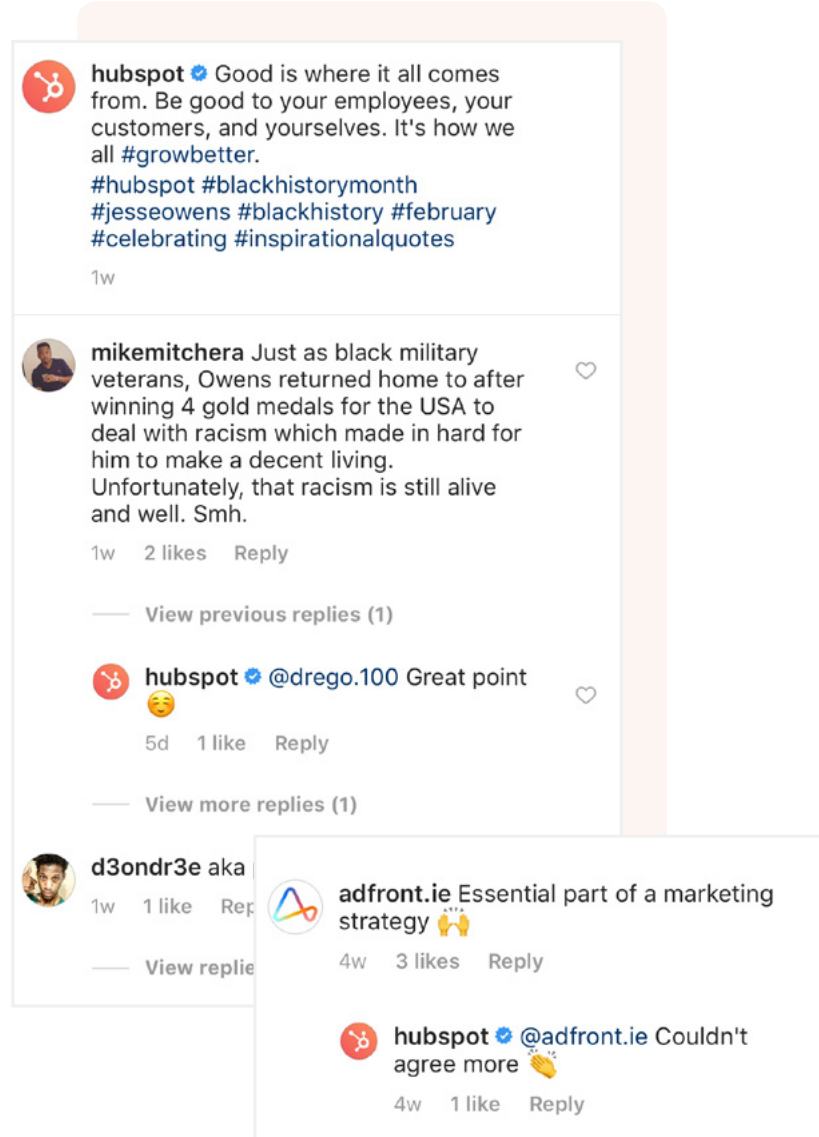 hubspot Good is where it all comes
from. Be good to your employees, your
customers, and yourselves. It's how we
all #growbetter.
#hubspot #blackhistorymonth
#jesseowens #blackhistory #february
#celebrating #inspirationalquotes
1w
mikemitchera Just as black military
veterans, Owens returned home to after
winning 4 gold medals for the USA to
deal with racism which made in hard for
him to make a decent living.
Unfortunately, that racism is still alive
and well. Smh.
1w 2 likes Reply
View previous replies (1)
hubspot @drego.100 Great point
☺️
5d 1 like Reply
View more replies (1)
d3ondr3e aka
1w 1 like Rep
View replie
adfront.ie Essential part of a marketing
strategy 🙌
4w 3 likes Reply
hubspot @adfront.ie Couldn't
agree more 👏
4w 1 like Reply